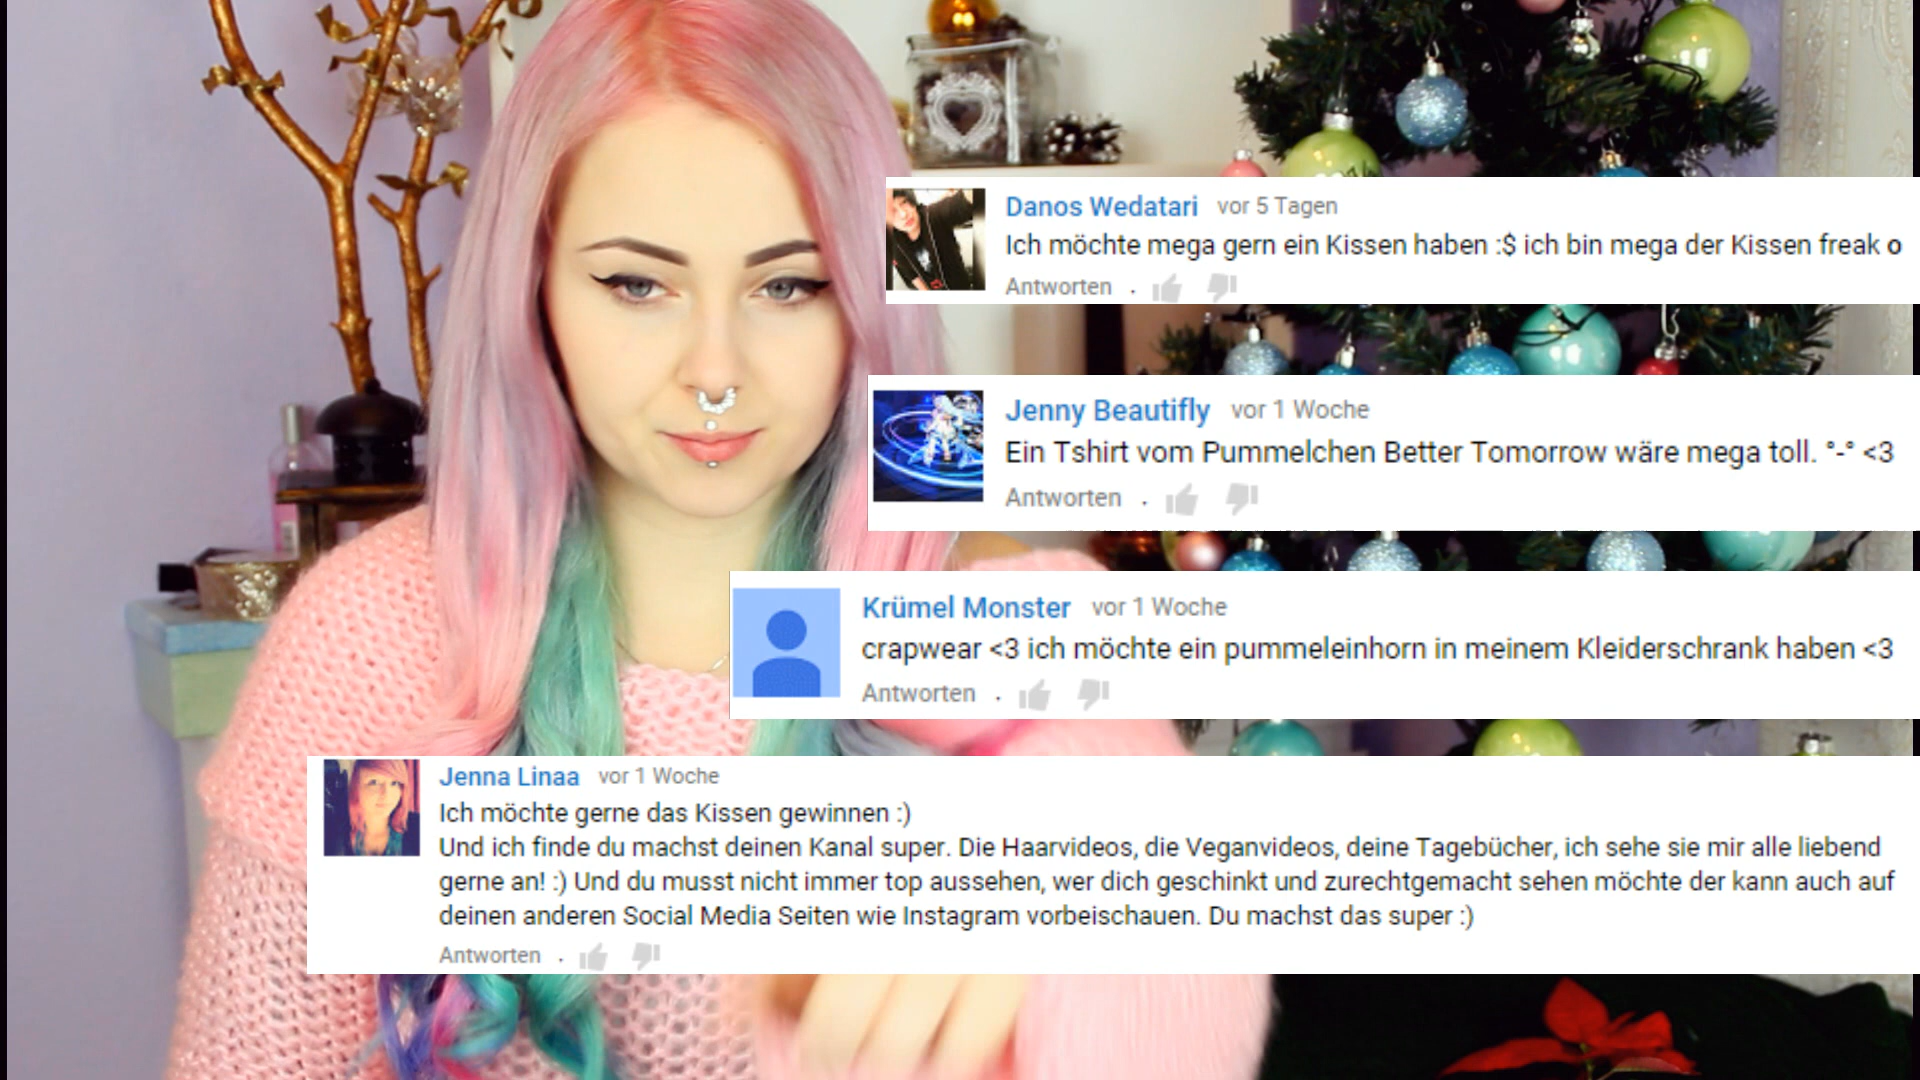 Danos Wedatari vor 5 Tagen
Ich möchte mega gern ein Kissen haben :$ ich bin mega der Kissen freak o
Antworten .
Jenny Beautifly vor 1 Woche
Ein Tshirt vom Pummelchen Better Tomorrow wäre mega toll. °-° <3
Antworten .
Krümel Monster vor 1 Woche
crapwear <3 ich möchte ein pummeleinhorn in meinem Kleiderschrank haben <3
Antworten .
Jenna Linaa vor 1 Woche
Ich möchte gerne das Kissen gewinnen :)
Und ich finde du machst deinen Kanal super. Die Haarvideos, die Veganvideos, deine Tagebücher, ich sehe sie mir alle liebend
gerne an! :) Und du musst nicht immer top aussehen, wer dich geschinkt und zurechtgemacht sehen möchte der kann auch auf
deinen anderen Social Media Seiten wie Instagram vorbeischauen. Du machst das super :)
Antworten .